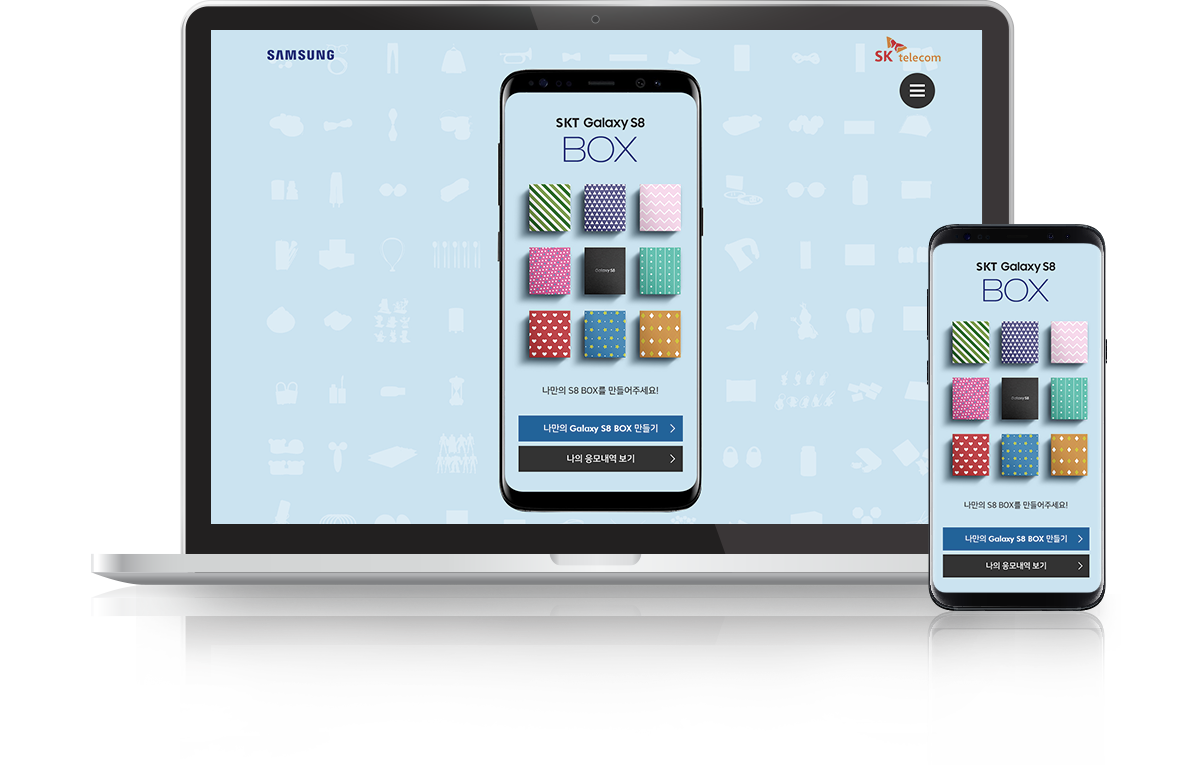 SAMSUNG
SK telecom
SKT Galaxy S8
BOX
Galaxy S8
나만의 S8 BOX를 만들어주세요!
나만의 Galaxy S8 BOX 만들기
나의 응모내역 보기
SKT Galaxy S8
BOX
Galaxy S8
나만의 S8 BOX를 만들어주세요!
나만의 Galaxy S8 BOX 만들기
나의 응모내역 보기